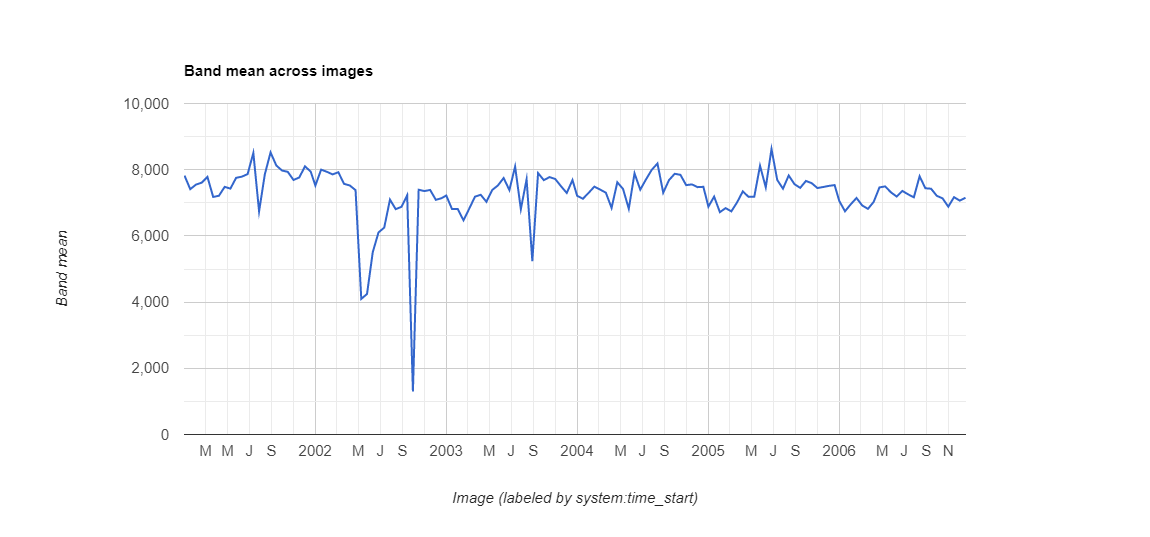 Band mean across images
10,000
8,000
6,000
4,000
2,000
0
Band mean
M M J S 2002 M J S 2003 M J S 2004 M J S 2005 M J S 2006 M J S N
Image (labeled by system:time_start)